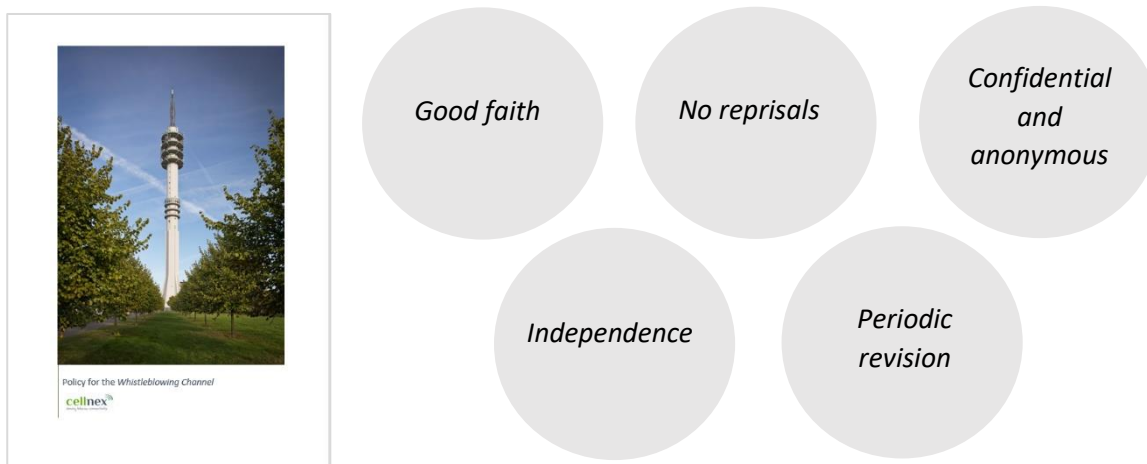 Policy for the Whistleblowing Channel
cellnex
Good faith
No reprisals
Confidential
and
anonymous
Independence
Periodic
revision